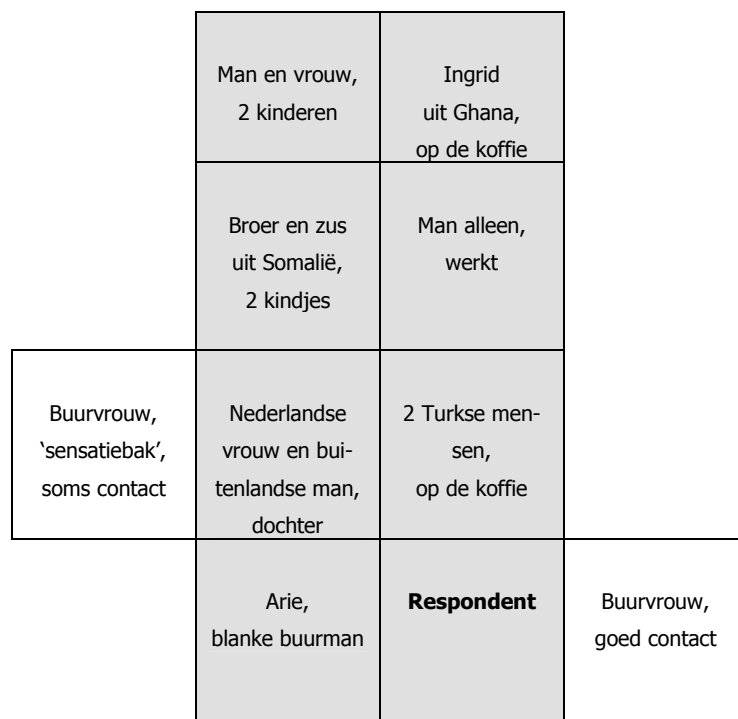 Man en vrouw,
2 kinderen
Ingrid
uit Ghana,
op de koffie
Broer en zus
uit Somalië,
2 kindjes
Man alleen,
werkt
Buurvrouw,
‘sensatiebak’,
soms contact
Nederlandse
vrouw en bui-
tenlandse man,
dochter
2 Turkse men-
sen,
op de koffie
Arie,
blanke buurman
Respondent
Buurvrouw,
goed contact